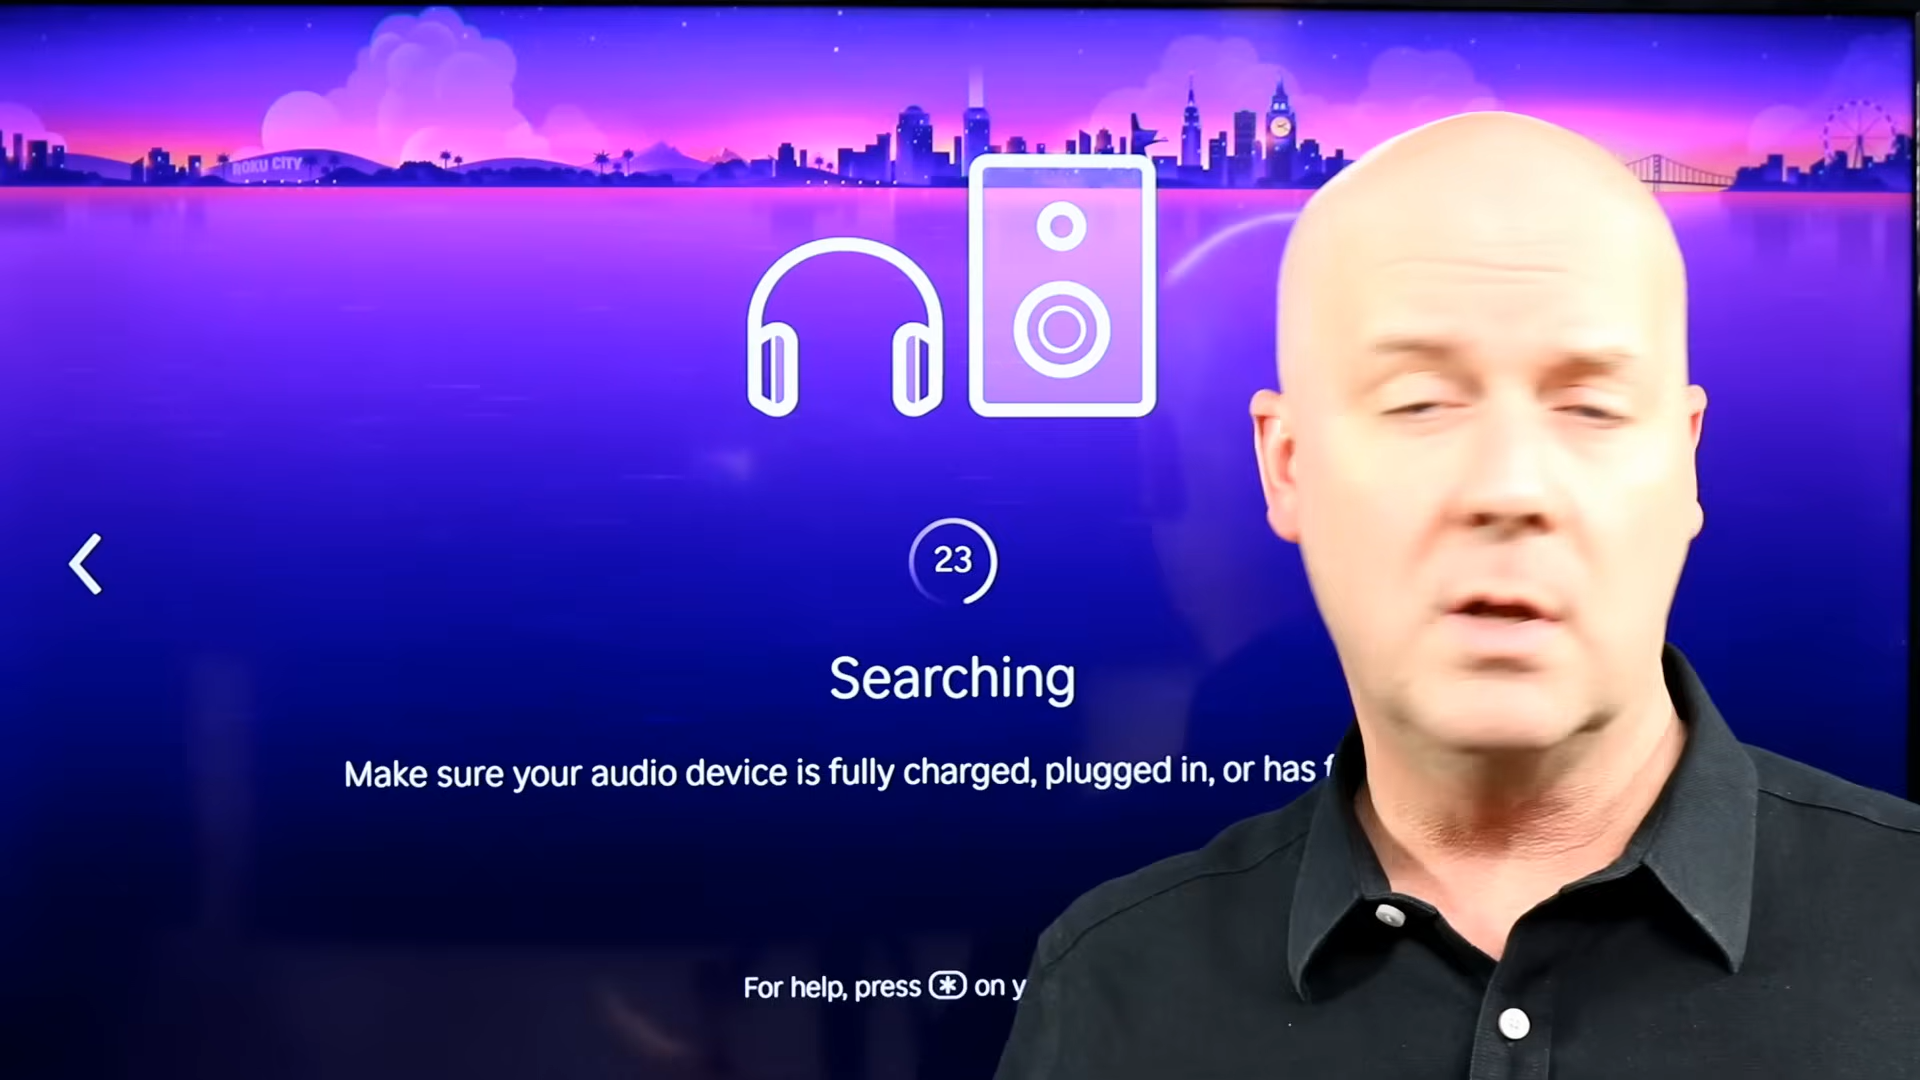 ROKU CITY
23
Searching
Make sure your audio device is fully charged, plugged in, or has
For help, press * on